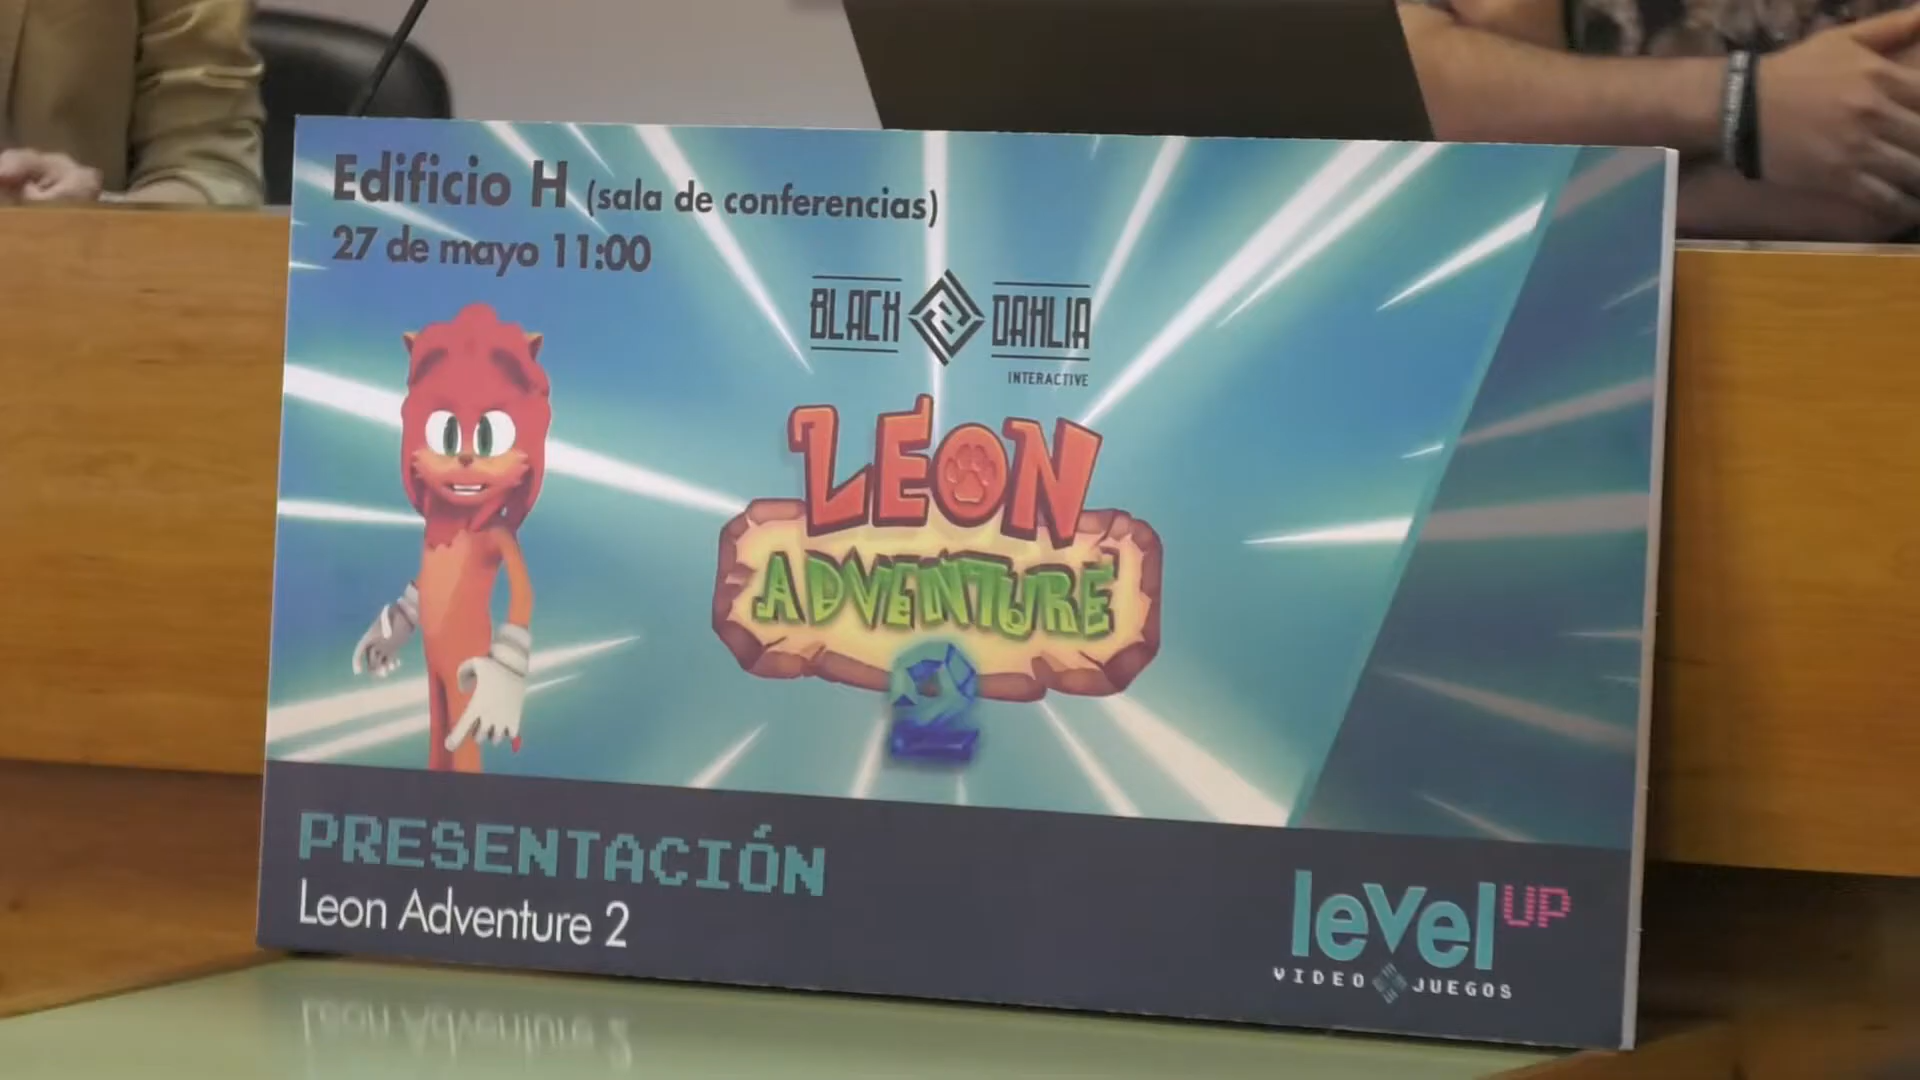 Edificio H (sala de conferencias)
27 de mayo 11:00
BLACK DAHLIA
INTERACTIVE
LEON
ADVENTURE
2
PRESENTACIÓN
Leon Adventure 2
level UP
VIDEO JUEGOS